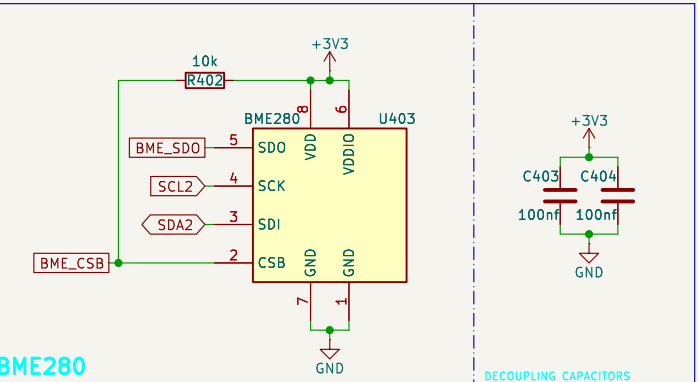 +3V3
10k
R402
BME280
U403
8
6
VDD
VDDIO
BME_SDO
5
SDO
SCL2
4
SCK
SDA2
3
SDI
BME_CSB
2
CSB
GND
GND
7
1
GND
BME280
+3V3
C403
C404
100nf
100nf
GND
DECOUPLING CAPACITORS